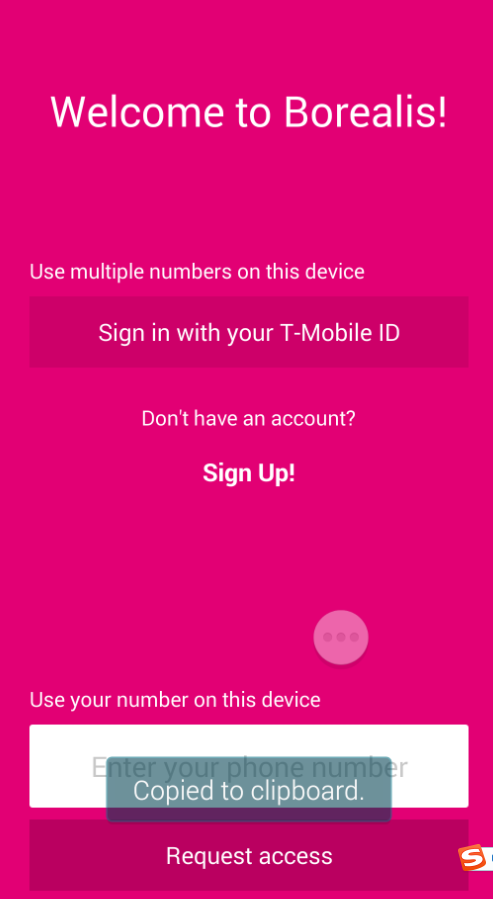 Welcome to Borealis!
Use multiple numbers on this device
Sign in with your T-Mobile ID
Don't have an account?
Sign Up!
Use your number on this device
Enter your phone number
Copied to clipboard.
Request access
S